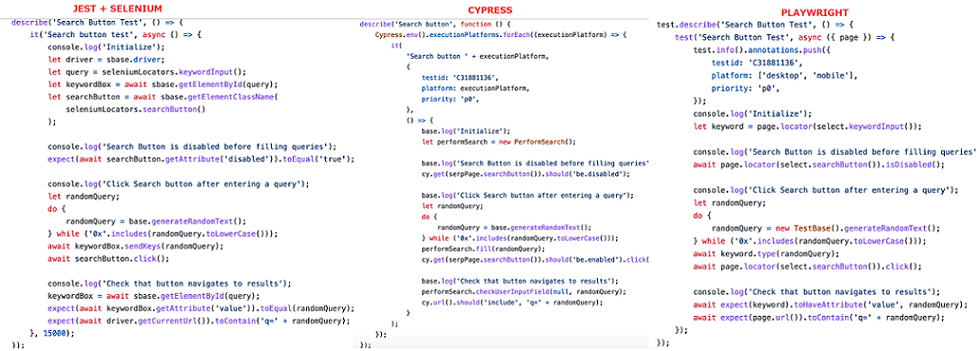 JEST + SELENIUM
describe('Search Button Test', () => {
it('Search button test', async () => {
console.log('Initialize');
let driver = sbase.driver;
let query = seleniumLocators.keywordInput();
let keywordBox = await sbase.getElementById(query);
let searchButton = await sbase.getElementClassName(
seleniumLocators.searchButton()
);
console.log('Search Button is disabled before filling queries');
expect(await searchButton.getAttribute('disabled')).toEqual('true');
console.log("Click Search button after entering a query");
let randomQuery;
do {
randomQuery = base.generateRandomText();
} while ('0x'.includes(randomQuery.toLowerCase()));
await keywordBox.sendKeys(randomQuery);
await searchButton.click();
console.log("Check that button navigates to results");
keywordBox = await sbase.getElementById(query);
expect(await keywordBox.getAttribute('value')).toEqual(randomQuery);
expect(await driver.getCurrentUrl()).toContain('q=' + randomQuery);
}, 15000);
});
CYPRESS
describe('Search button', function () {
Cypress.env().executionPlatforms.forEach((executionPlatform) => {
it(
"Search button " + executionPlatform,
{
testid: 'C31881136',
platform: executionPlatform,
priority: 'p0',
},
() => {
base.log('Initialize');
let performSearch = new PerformSearch();
base.log('Search Button is disabled before filling queries'
cy.get(serpPage.searchButton()).should('be.disabled');
base.log("Click Search button after entering a query");
let randomQuery;
do {
randomQuery = base.generateRandomText();
} while ('0x'.includes(randomQuery.toLowerCase()));
performSearch.fill(randomQuery);
cy.get(serpPage.searchButton()).should('be.enabled').click(
base.log("Check that button navigates to results");
performSearch.checkUserInputField(null, randomQuery);
cy.url().should('include', 'q=' + randomQuery);
}
);
});
});
PLAYWRIGHT
test.describe('Search Button Test', () => {
test('Search Button Test', async ({ page }) => {
test.info().annotations.push({
testid: 'C31881136',
platform: ['desktop', 'mobile'],
priority: 'p0',
});
console.log('Initialize');
let keyword = page.locator(select.keywordInput());
console.log('Search Button is disabled before filling queries'
await page.locator(select.searchButton()).isDisabled();
console.log("Click Search button after entering a query");
let randomQuery;
do {
randomQuery = new TestBase().generateRandomText();
} while ('0x'.includes(randomQuery.toLowerCase()));
await keyword.type(randomQuery);
await page.locator(select.searchButton()).click();
console.log("Check that button navigates to results");
await expect(keyword).toHaveAttribute('value', randomQuery);
await expect(page.url()).toContain('q=' + randomQuery);
});
});